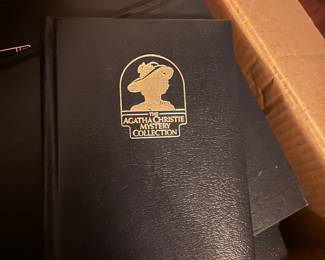 THE
AGATHA CHRISTIE
MYSTERY
COLLECTION